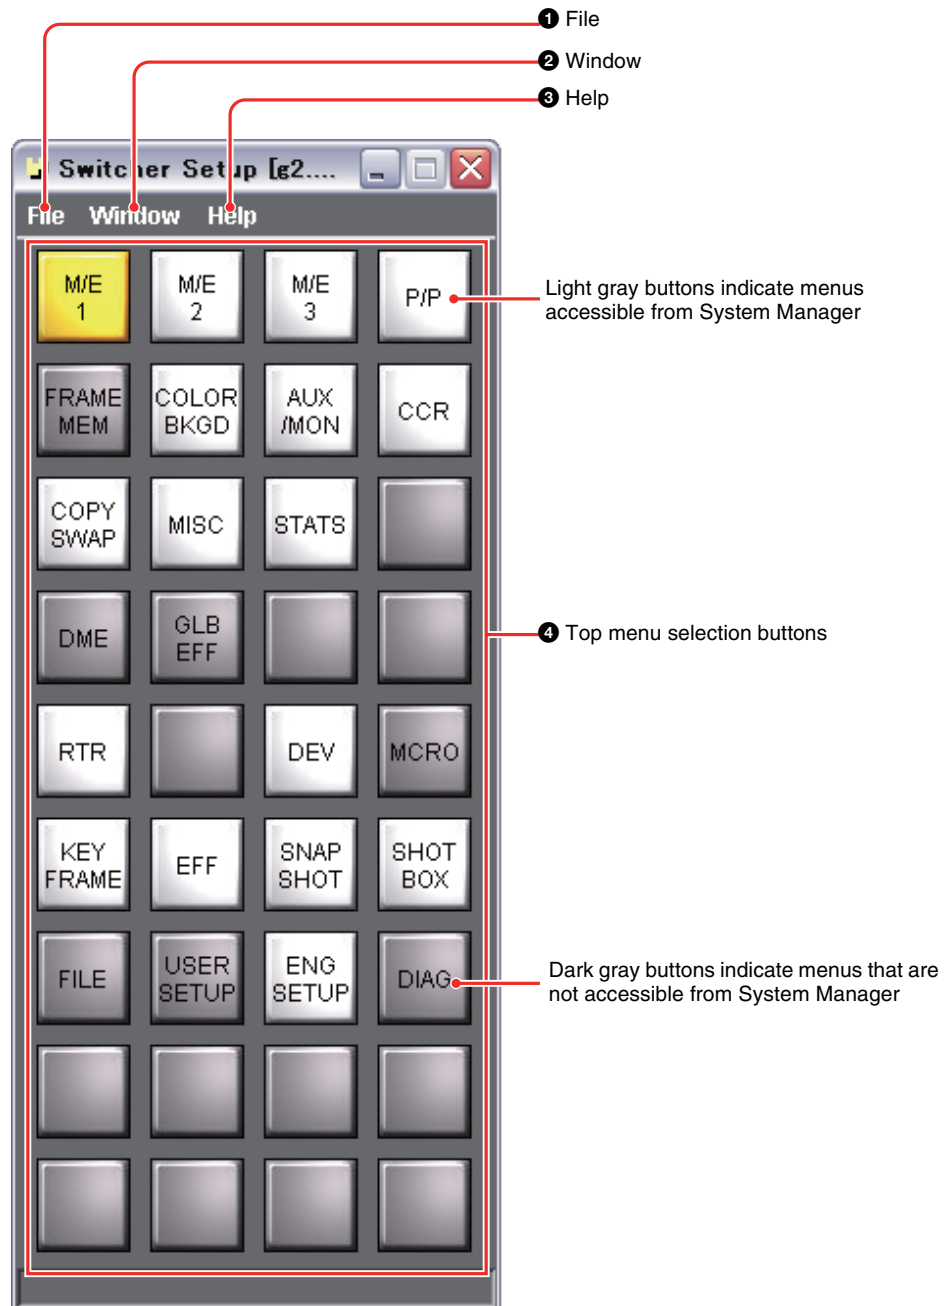 ❶ File
❷ Window
❸ Help
Switcher Setup [g2....
File Window Help
M/E
1
M/E
2
M/E
3
P/P
Light gray buttons indicate menus
accessible from System Manager
FRAME
MEM
COLOR
BKGD
AUX
/MON
CCR
COPY
SWAP
MISC
STATS
DME
GLB
EFF
❹ Top menu selection buttons
RTR
DEV
MCRO
KEY
FRAME
EFF
SNAP
SHOT
SHOT
BOX
FILE
USER
SETUP
ENG
SETUP
DIAG
Dark gray buttons indicate menus that are
not accessible from System Manager